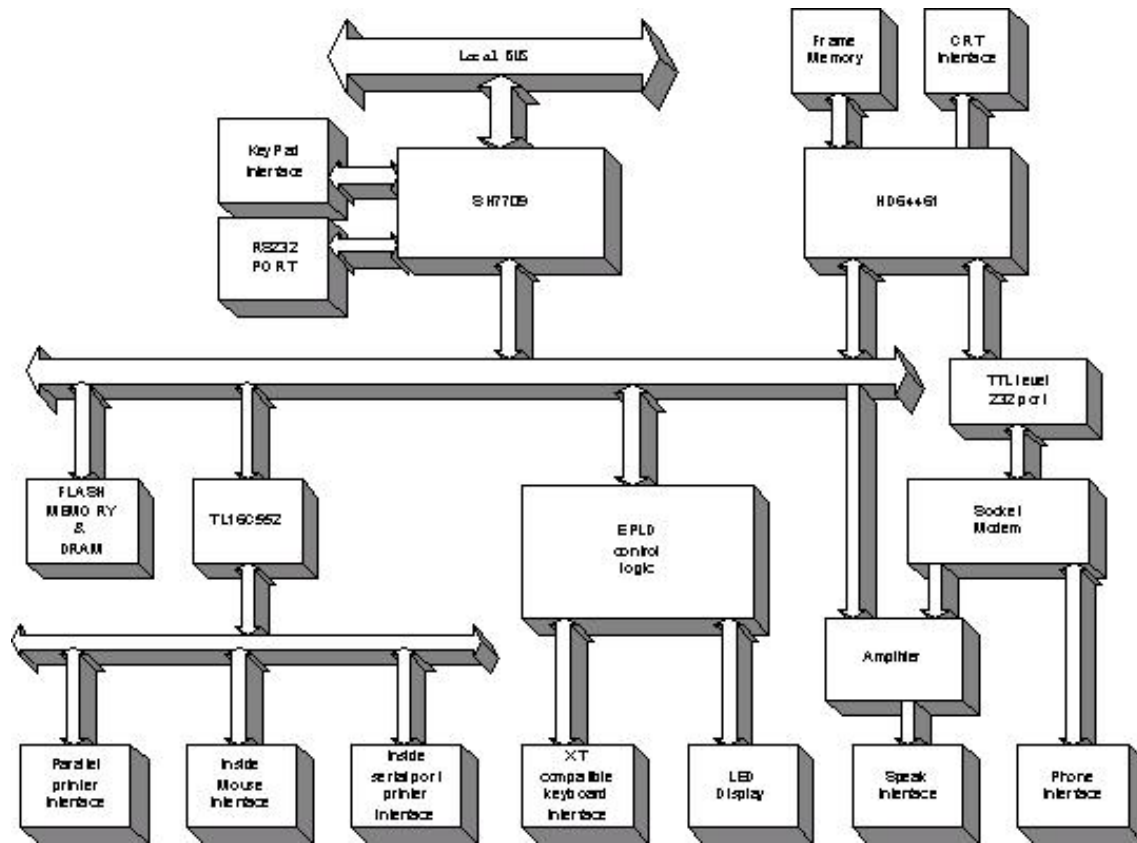 Local BUS
Frame
Memory
CRT
Interface
KeyPad
Interface
SH7709
HD64461
RS232
PORT
TTL level
232 port
FLASH
MEMORY
&
DRAM
TL16C552
EPLD
control
logic
Socket
Modem
Amplifier
Parallel
printer
Interface
Inside
Mouse
Interface
Inside
serial port
printer
Interface
XT
compatible
keyboard
Interface
LED
Display
Speak
Interface
Phone
Interface